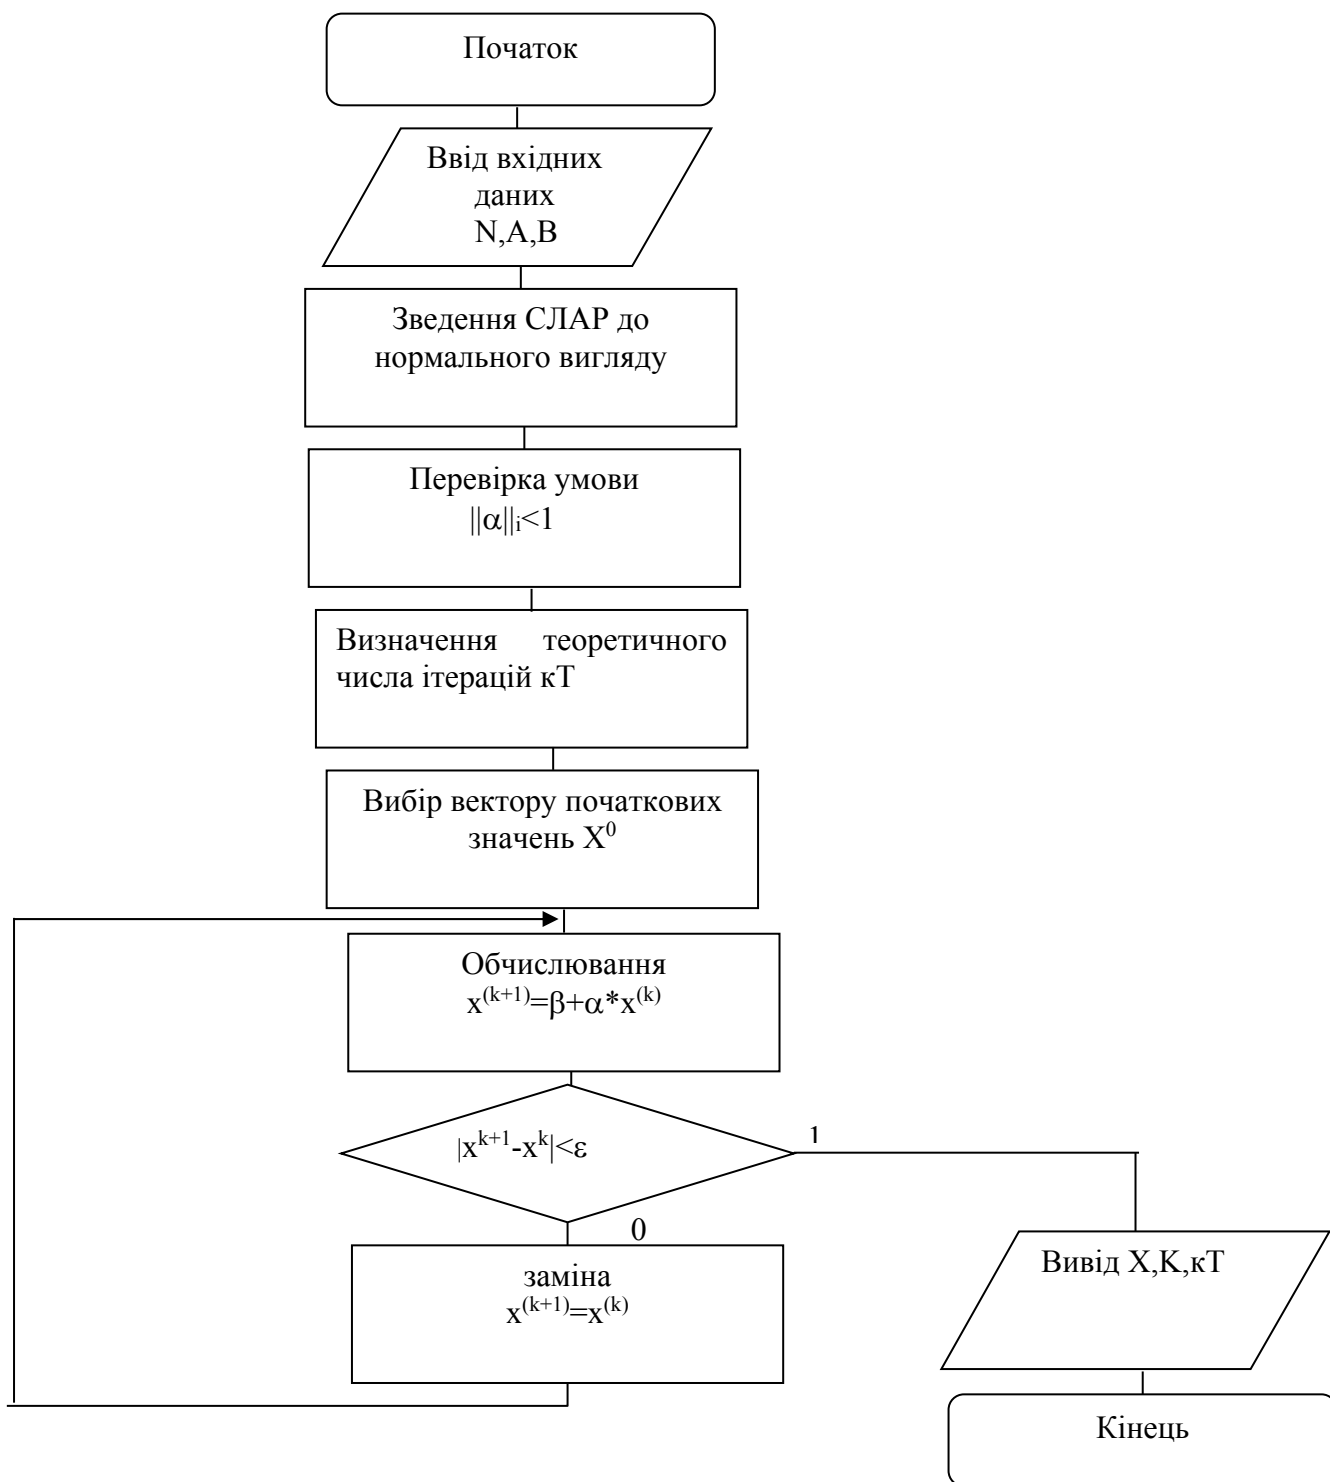 Початок
Ввід вхідних
даних
N,A,B
Зведення СЛАР до
нормального вигляду
Перевірка умови
||α||i<1
Визначення теоретичного
числа ітерацій кТ
Вибір вектору початкових
значень X⁰
Обчислювання
x⁽ᵏ⁺¹⁾=β+α*x⁽ᵏ⁾
|xᵏ⁺¹-xᵏ|<ε
1
0
заміна
x⁽ᵏ⁺¹⁾=x⁽ᵏ⁾
Вивід X,K,кТ
Кінець